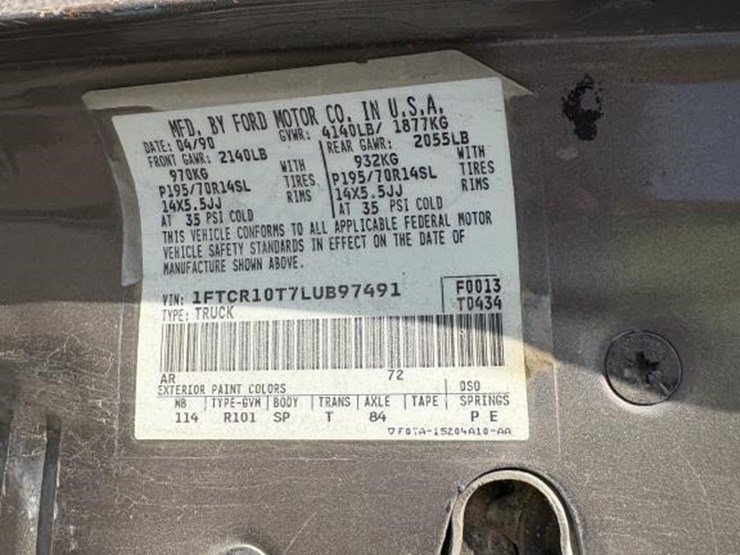 MFD. BY FORD MOTOR CO. IN U.S.A.
DATE: 04/90 GVWR: 4140LB/ 1877KG
FRONT GAWR: 2140LB REAR GAWR: 2055LB
970KG WITH 932KG WITH
P195/70R14SL TIRES P195/70R14SL TIRES
14X5.5JJ RIMS 14X5.5JJ RIMS
AT 35 PSI COLD AT 35 PSI COLD
THIS VEHICLE CONFORMS TO ALL APPLICABLE FEDERAL MOTOR
VEHICLE SAFETY STANDARDS IN EFFECT ON THE DATE OF
MANUFACTURE SHOWN ABOVE.
VIN: 1FTCR10T7LUB97491 F0013
TYPE: TRUCK T0434
AR 72
EXTERIOR PAINT COLORS DSO
WB TYPE-GVW BODY TRANS AXLE TAPE SPRINGS
114 R101 SP T 84 P E
F0TA-15204A10-AA